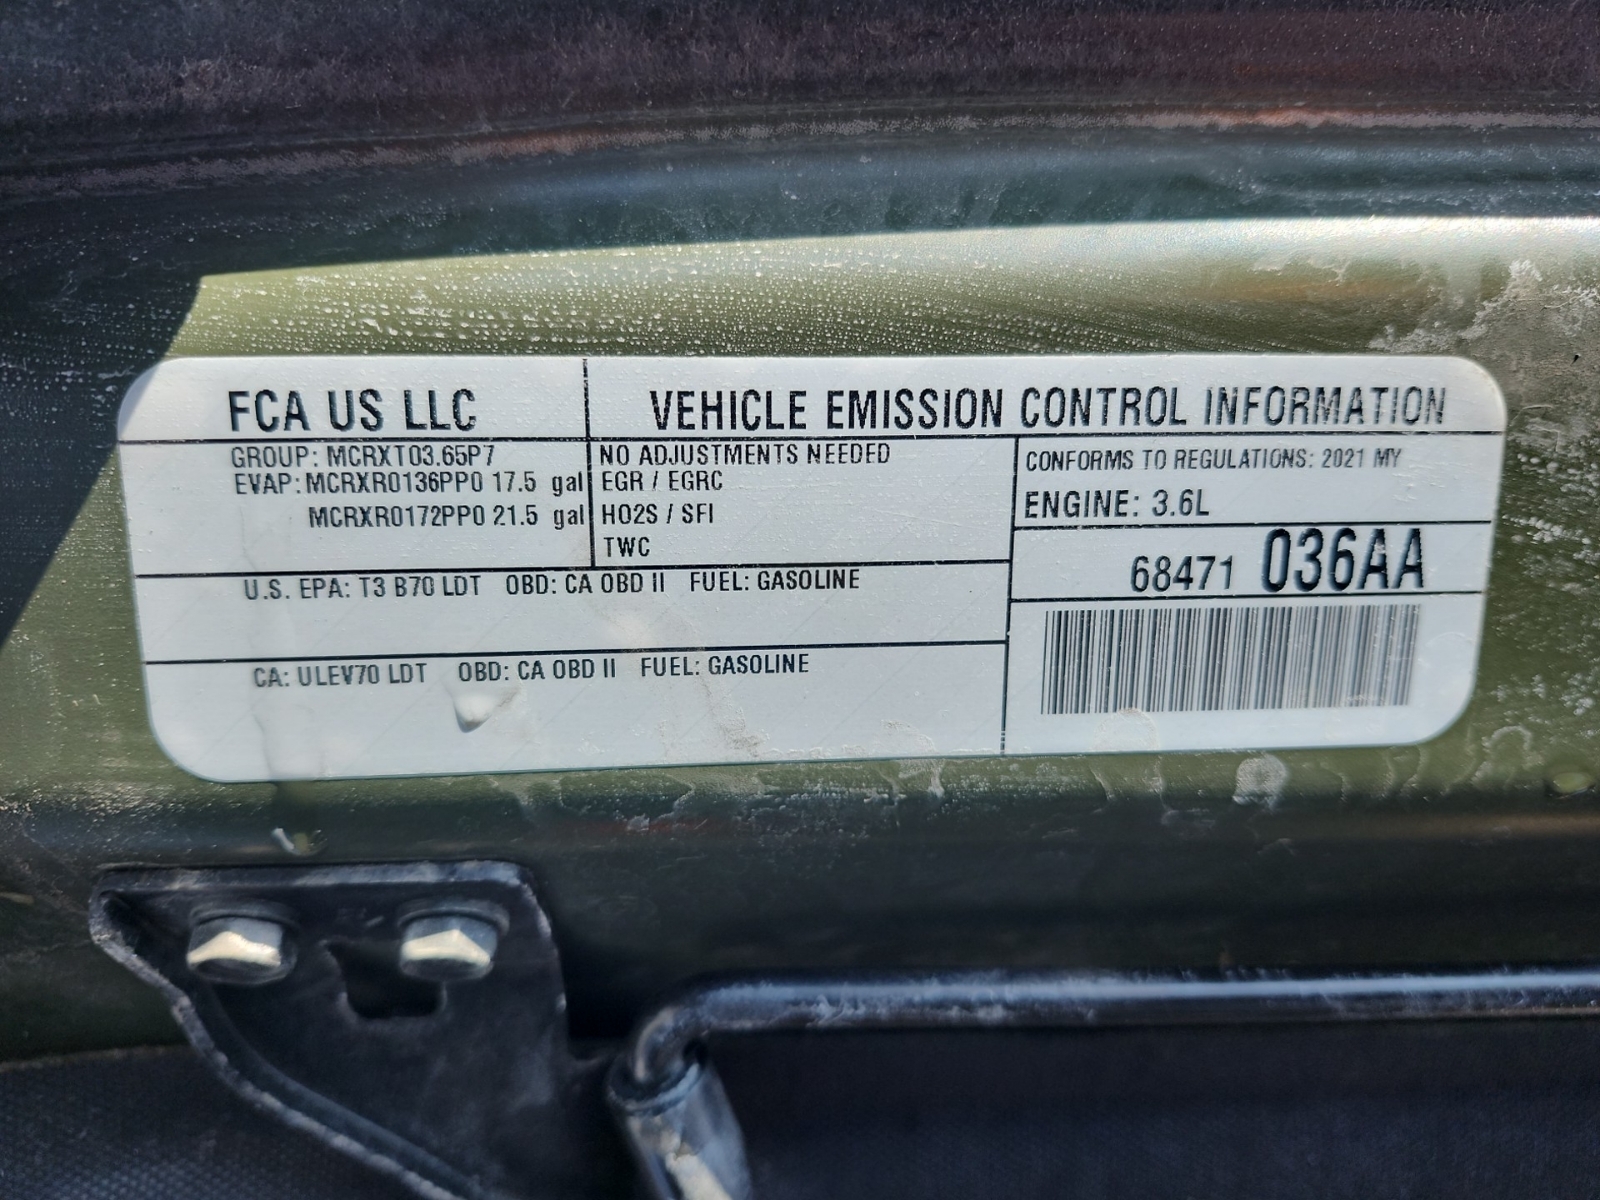 FCA US LLC
VEHICLE EMISSION CONTROL INFORMATION
GROUP: MCRXT03.65P7
EVAP: MCRXR0136PP0 17.5 gal
MCRXR0172PP0 21.5 gal
NO ADJUSTMENTS NEEDED
EGR / EGRC
HO2S / SFI
TWC
CONFORMS TO REGULATIONS: 2021 MY
ENGINE: 3.6L
68471 036AA
U.S. EPA: T3 B70 LDT OBD: CA OBD II FUEL: GASOLINE
CA: ULEV70 LDT OBD: CA OBD II FUEL: GASOLINE